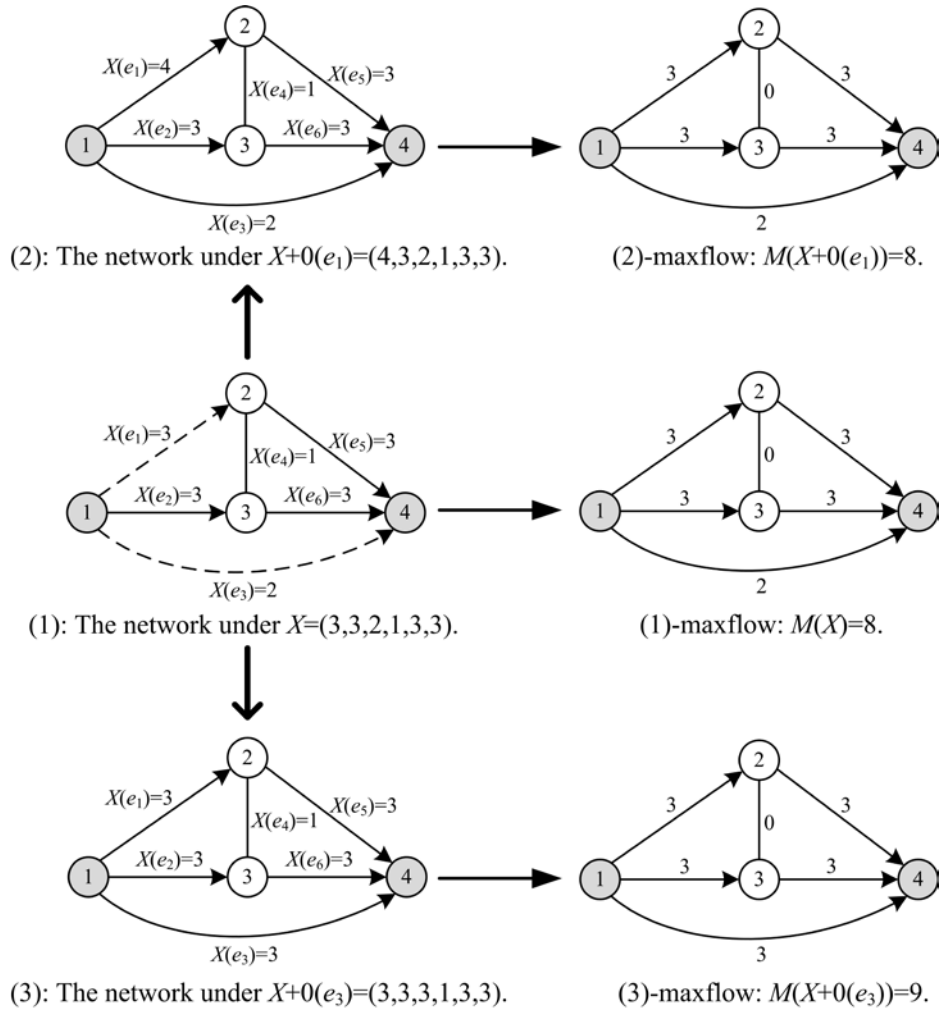 2
2
X(e1)=4
X(e5)=3
3
3
X(e4)=1
0
X(e2)=3
X(e6)=3
3
3
1
3
4
1
3
4
X(e3)=2
2
(2): The network under X+0(e1)=(4,3,2,1,3,3).
(2)-maxflow: M(X+0(e1))=8.
2
2
X(e1)=3
X(e5)=3
3
3
X(e4)=1
0
X(e2)=3
X(e6)=3
3
3
1
3
4
1
3
4
X(e3)=2
2
(1): The network under X=(3,3,2,1,3,3).
(1)-maxflow: M(X)=8.
2
2
X(e1)=3
X(e5)=3
3
3
X(e4)=1
0
X(e2)=3
X(e6)=3
3
3
1
3
4
1
3
4
X(e3)=3
3
(3): The network under X+0(e3)=(3,3,3,1,3,3).
(3)-maxflow: M(X+0(e3))=9.